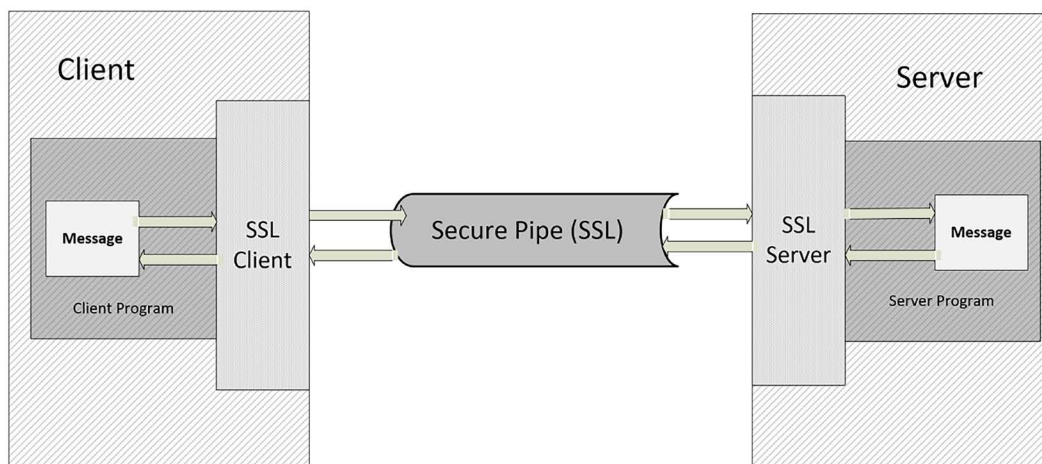 Client
Server
Message
SSL
Client
Client Program
Secure Pipe (SSL)
SSL
Server
Message
Server Program